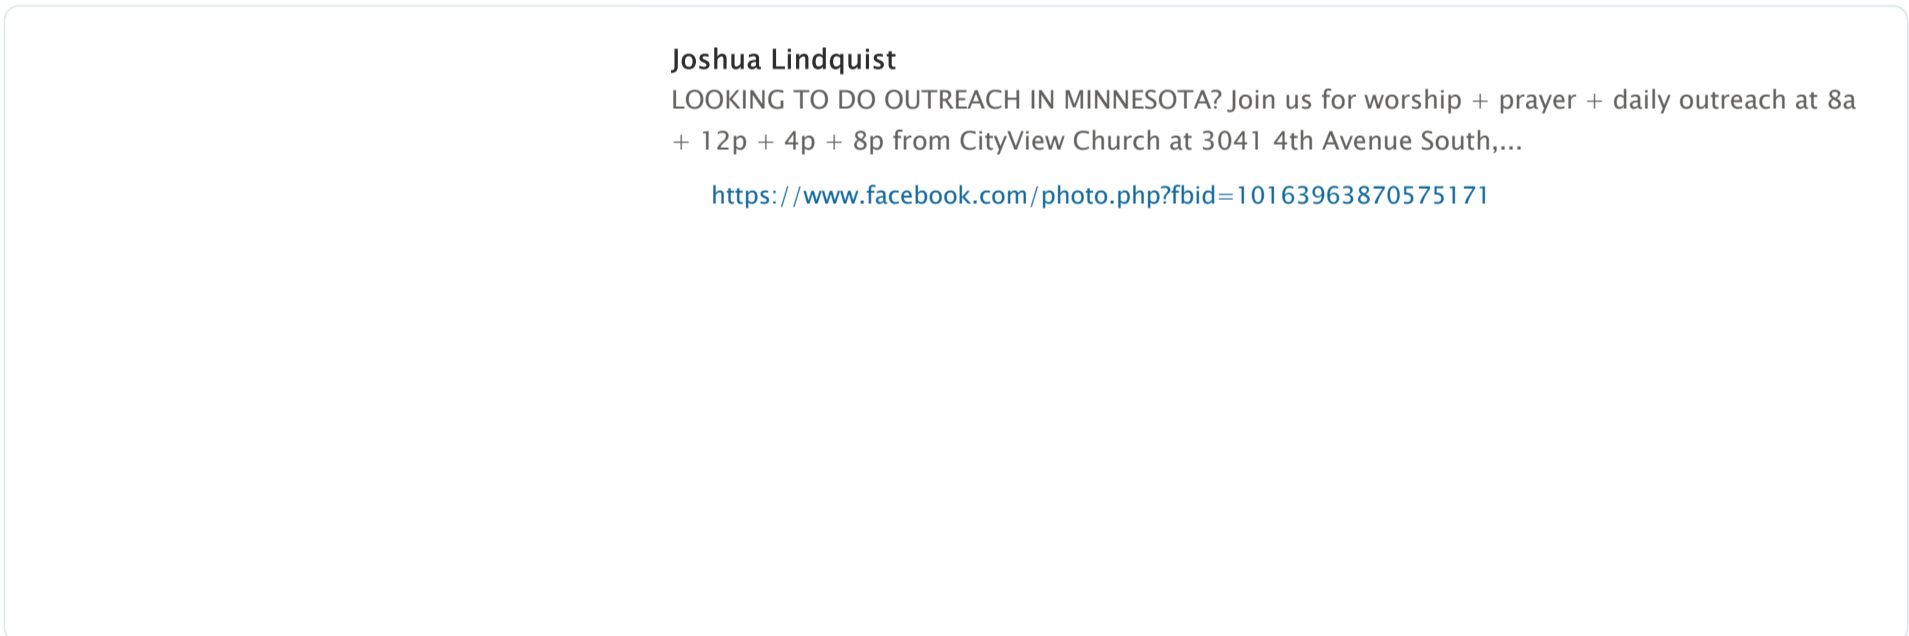 Joshua Lindquist
LOOKING TO DO OUTREACH IN MINNESOTA? Join us for worship + prayer + daily outreach at 8a
+ 12p + 4p + 8p from CityView Church at 3041 4th Avenue South,...
https://www.facebook.com/photo.php?fbid=10163963870575171